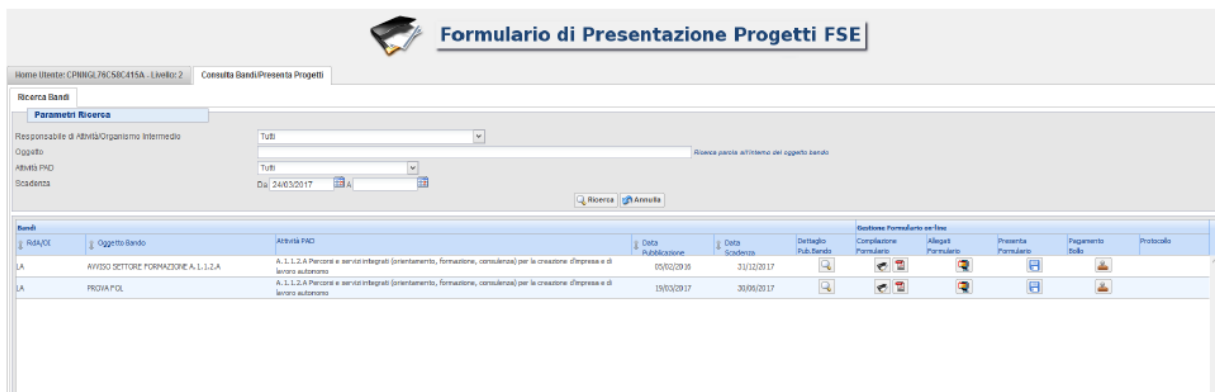 Formulario di Presentazione Progetti FSE
Home Utente: CPNNGL76C58C415A - Livello: 2 Consulta Bandi/Presenta Progetti
Ricerca Bandi
Parametri Ricerca
Responsabile di Attività/Organismo Intermedio Tutti
Oggetto Ricerca parola all'interno del oggetto bando
Attività PAD Tutti
Scadenza Da 24/03/2017 A
Ricerca Annulla
Bandi Gestione Formulario on-line
RdA/OI Oggetto Bando Attività PAD Data Pubblicazione Data Scadenza Dettaglio Pub.Bando Compilazione Formulario Allegati Formulario Presenta Formulario Pagamento Bollo Protocollo
LA AVVISO SETTORE FORMAZIONE A.1.1.2.A A.1.1.2.A Percorsi e servizi integrati (orientamento, formazione, consulenza) per la creazione d'impresa e di lavoro autonomo 05/02/2016 31/12/2017
LA PROVA FOL A.1.1.2.A Percorsi e servizi integrati (orientamento, formazione, consulenza) per la creazione d'impresa e di lavoro autonomo 19/03/2017 30/06/2017